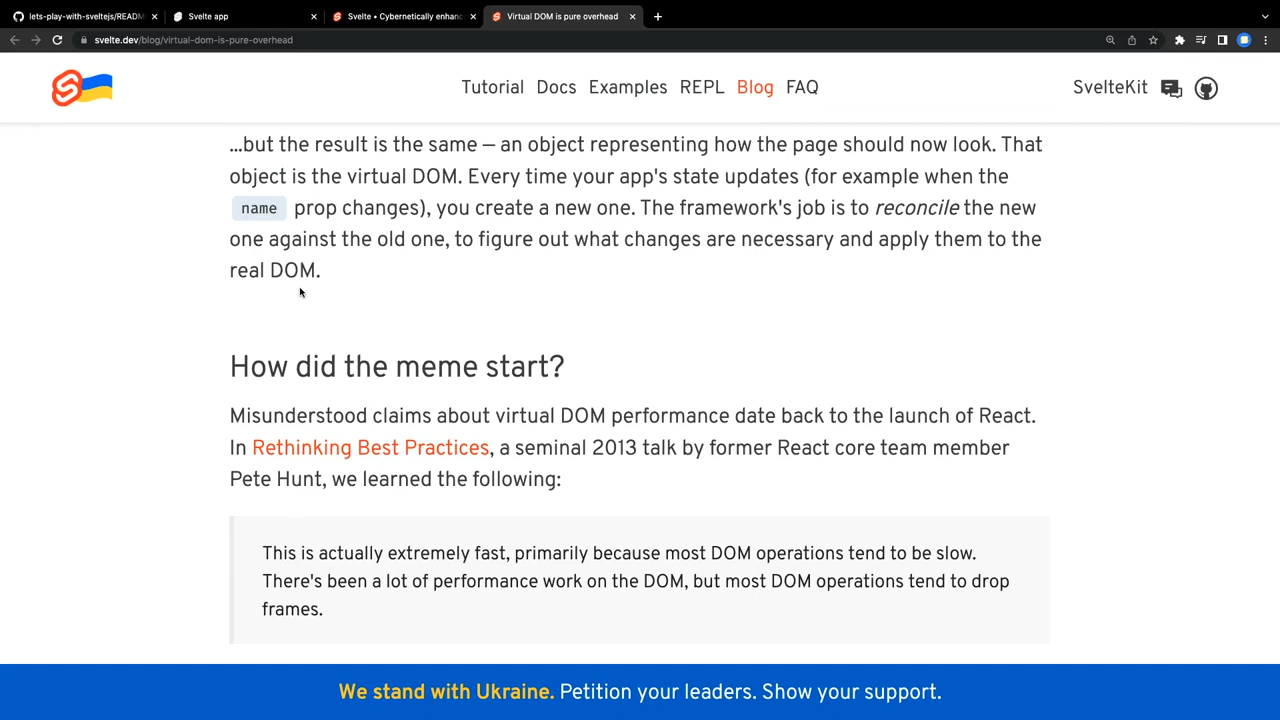 lets-play-with-sveltejs/READM
Svelte app
Svelte • Cybernetically enhanc
Virtual DOM is pure overhead
svelte.dev/blog/virtual-dom-is-pure-overhead
Tutorial Docs Examples REPL Blog FAQ SvelteKit
...but the result is the same — an object representing how the page should now look. That
object is the virtual DOM. Every time your app's state updates (for example when the
name prop changes), you create a new one. The framework's job is to reconcile the new
one against the old one, to figure out what changes are necessary and apply them to the
real DOM.
How did the meme start?
Misunderstood claims about virtual DOM performance date back to the launch of React.
In Rethinking Best Practices, a seminal 2013 talk by former React core team member
Pete Hunt, we learned the following:
This is actually extremely fast, primarily because most DOM operations tend to be slow.
There's been a lot of performance work on the DOM, but most DOM operations tend to drop
frames.
We stand with Ukraine. Petition your leaders. Show your support.